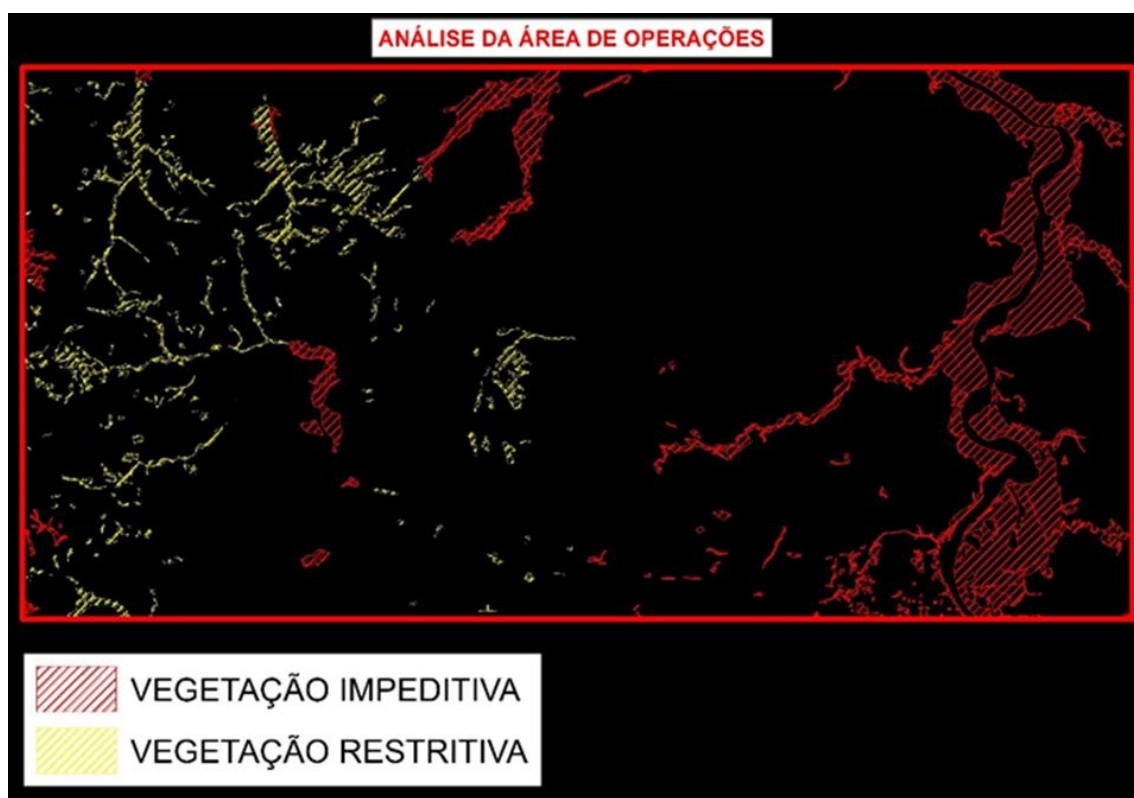 ANÁLISE DA ÁREA DE OPERAÇÕES
VEGETAÇÃO IMPEDITIVA
VEGETAÇÃO RESTRITIVA